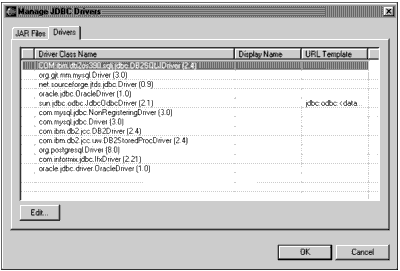 Manage JDBC Drivers
JAR Files Drivers
Driver Class Name Display Name URL Template
COM.ibm.db2os390.sqlj.jdbc.DB2SQLJDriver (2.4)
org.gjt.mm.mysql.Driver (3.0)
net.sourceforge.jtds.jdbc.Driver (0.9)
oracle.jdbc.OracleDriver (1.0)
sun.jdbc.odbc.JdbcOdbcDriver (2.1) jdbc:odbc:<data...
com.mysql.jdbc.NonRegisteringDriver (3.0)
com.mysql.jdbc.Driver (3.0)
com.ibm.db2.jcc.DB2Driver (2.4)
com.ibm.db2.jcc.uw.DB2StoredProcDriver (2.4)
org.postgresql.Driver (8.0)
com.informix.jdbc.IfxDriver (2.21)
oracle.jdbc.driver.OracleDriver (1.0)
Edit...
OK Cancel